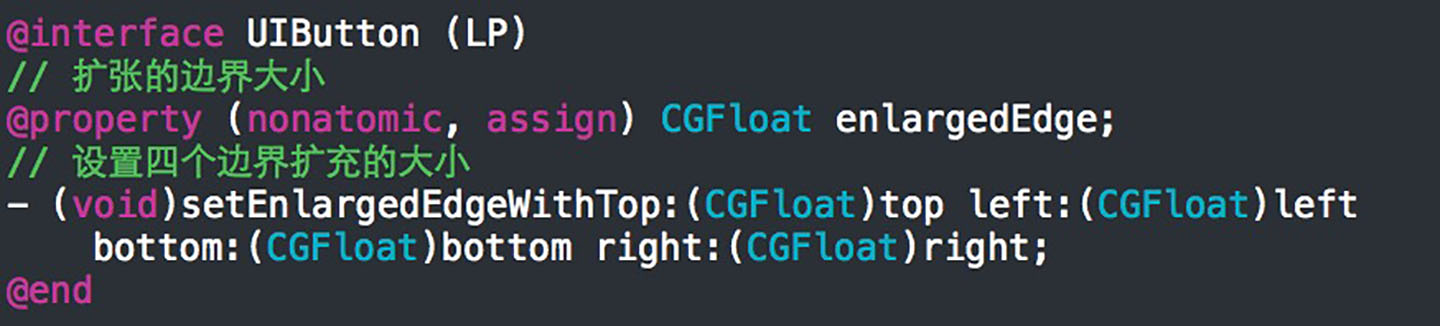 @interface UIButton (LP)
// 扩张的边界大小
@property (nonatomic, assign) CGFloat enlargedEdge;
// 设置四个边界扩充的大小
- (void)setEnlargedEdgeWithTop:(CGFloat)top left:(CGFloat)left
bottom:(CGFloat)bottom right:(CGFloat)right;
@end